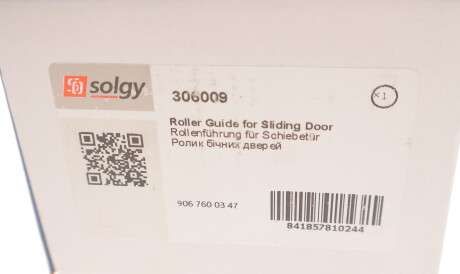 solgy
306009
x1
Roller Guide for Sliding Door
Rollenführung für Schiebetür
Ролик бічних дверей
906 760 03 47
841857810244